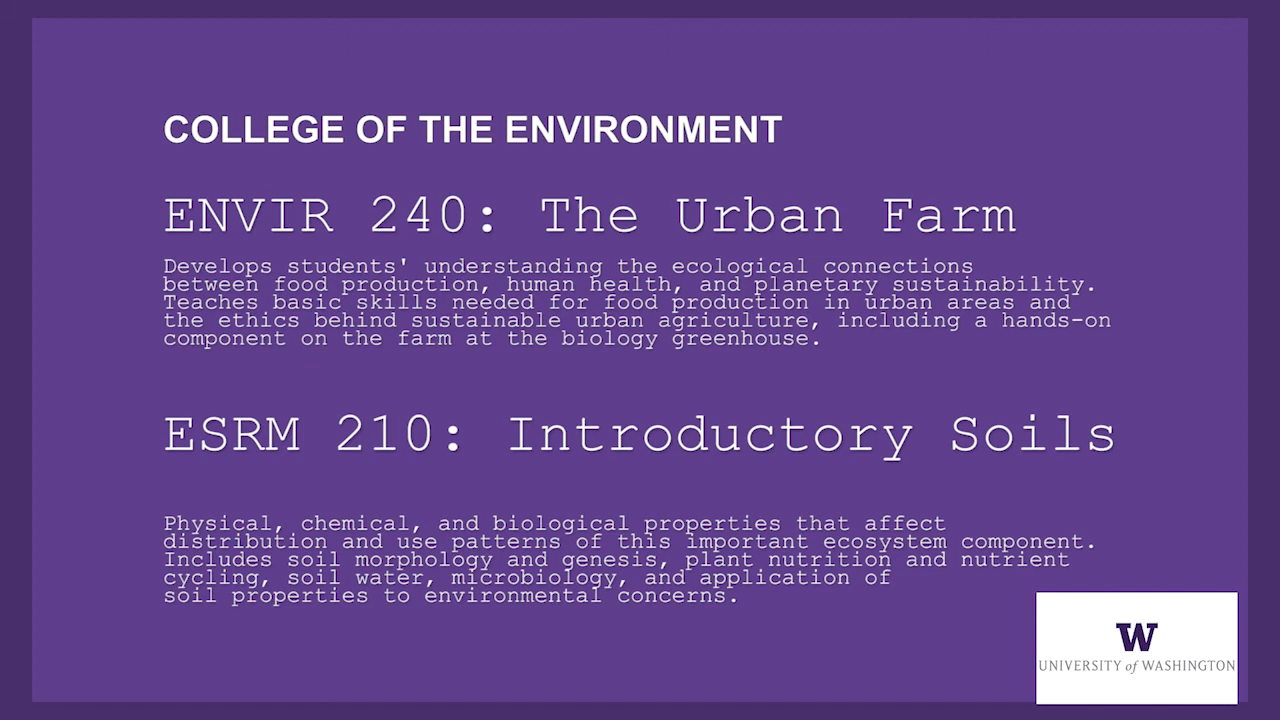 COLLEGE OF THE ENVIRONMENT
ENVIR 240: The Urban Farm
Develops students' understanding the ecological connections
between food production, human health, and planetary sustainability.
Teaches basic skills needed for food production in urban areas and
the ethics behind sustainable urban agriculture, including a hands-on
component on the farm at the biology greenhouse.
ESRM 210: Introductory Soils
Physical, chemical, and biological properties that affect
distribution and use patterns of this important ecosystem component.
Includes soil morphology and genesis, plant nutrition and nutrient
cycling, soil water, microbiology, and application of
soil properties to environmental concerns.
W
UNIVERSITY of WASHINGTON